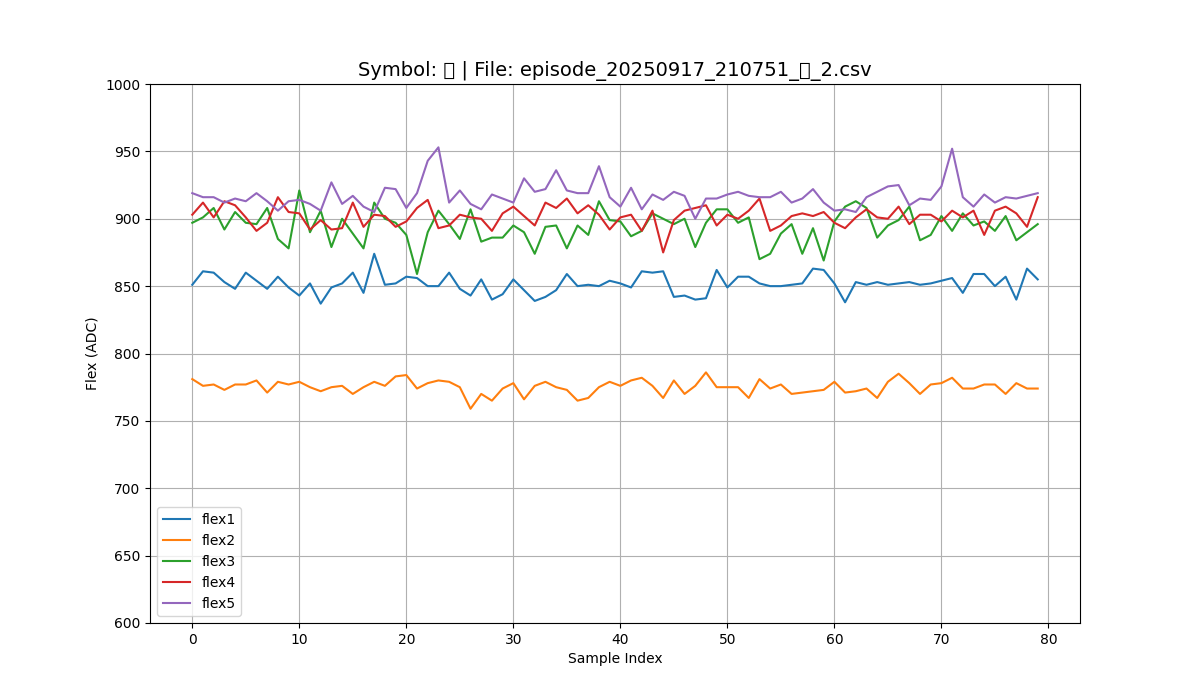 Symbol: | File: episode_20250917_210751_ _2.csv
1000
950
900
850
800
750
700
650
600
Flex (ADC)
flex1
flex2
flex3
flex4
flex5
0 10 20 30 40 50 60 70 80
Sample Index